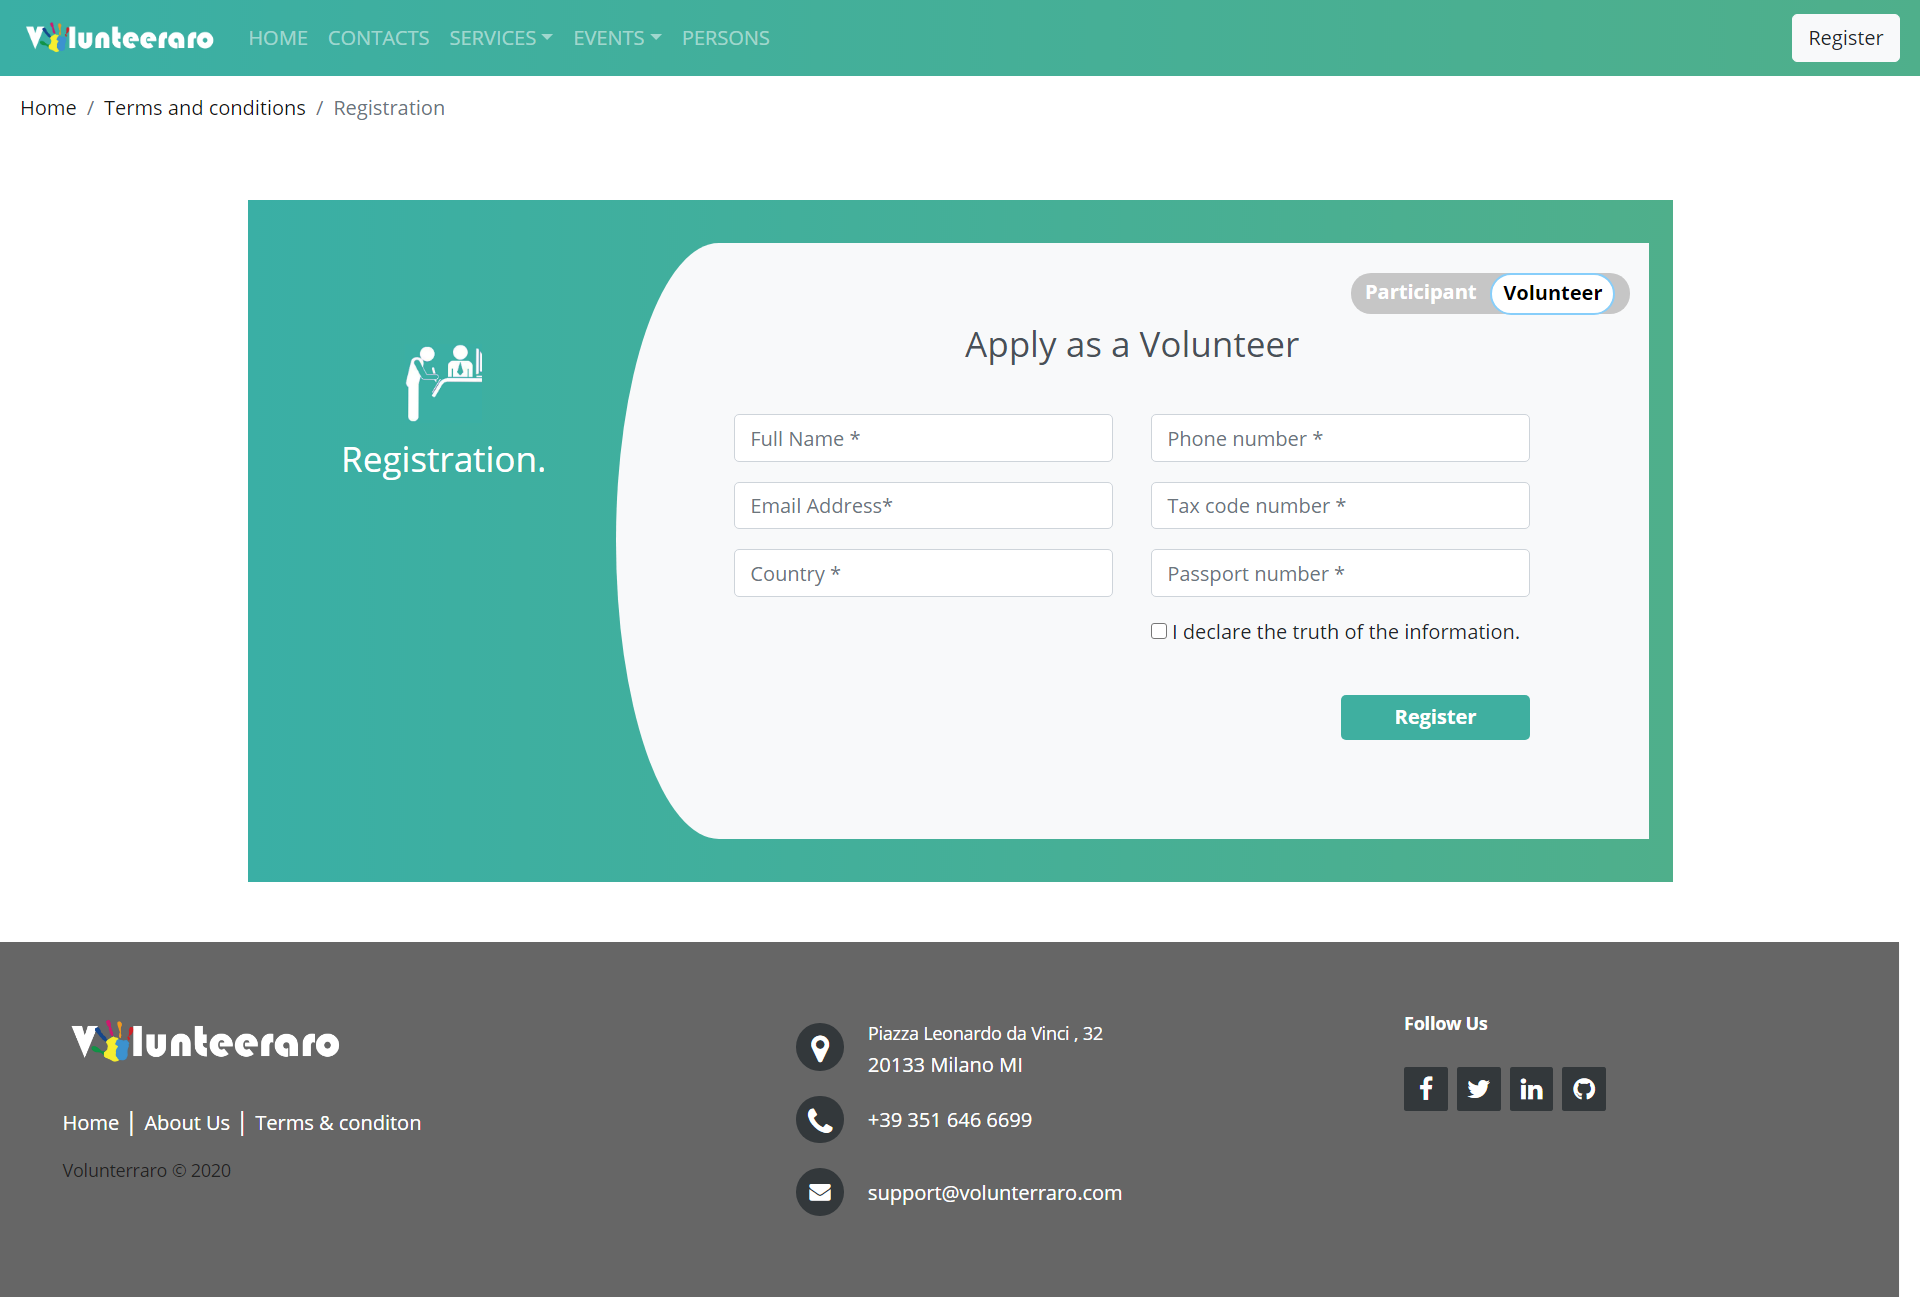 Volunteeraro HOME CONTACTS SERVICES EVENTS PERSONS Register
Home / Terms and conditions / Registration
Participant Volunteer
Apply as a Volunteer
Registration.
Full Name * Phone number *
Email Address* Tax code number *
Country * Passport number *
I declare the truth of the information.
Register
Volunteeraro
Home | About Us | Terms & conditon
Volunterraro © 2020
Piazza Leonardo da Vinci , 32
20133 Milano MI
+39 351 646 6699
support@volunterraro.com
Follow Us